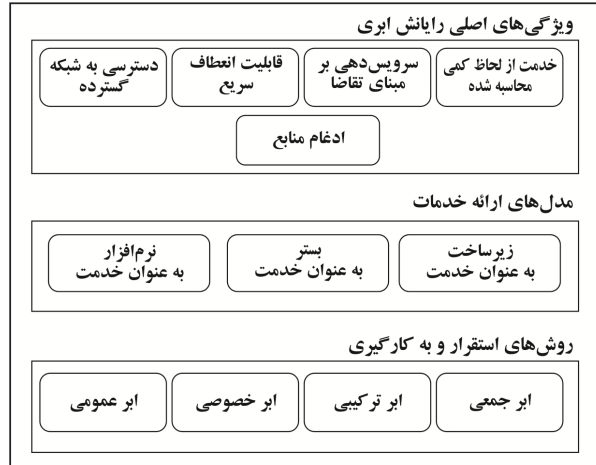 ویژگی‌های اصلی رایانش ابری
خدمت از لحاظ کمی
محاسبه شده
سرویس‌دهی بر
مبنای تقاضا
قابلیت انعطاف
سریع
دسترسی به شبکه
گسترده
ادغام منابع
مدل‌های ارائه خدمات
زیرساخت
به عنوان خدمت
بستر
به عنوان خدمت
نرم‌افزار
به عنوان خدمت
روش‌های استقرار و به کارگیری
ابر جمعی
ابر ترکیبی
ابر خصوصی
ابر عمومی